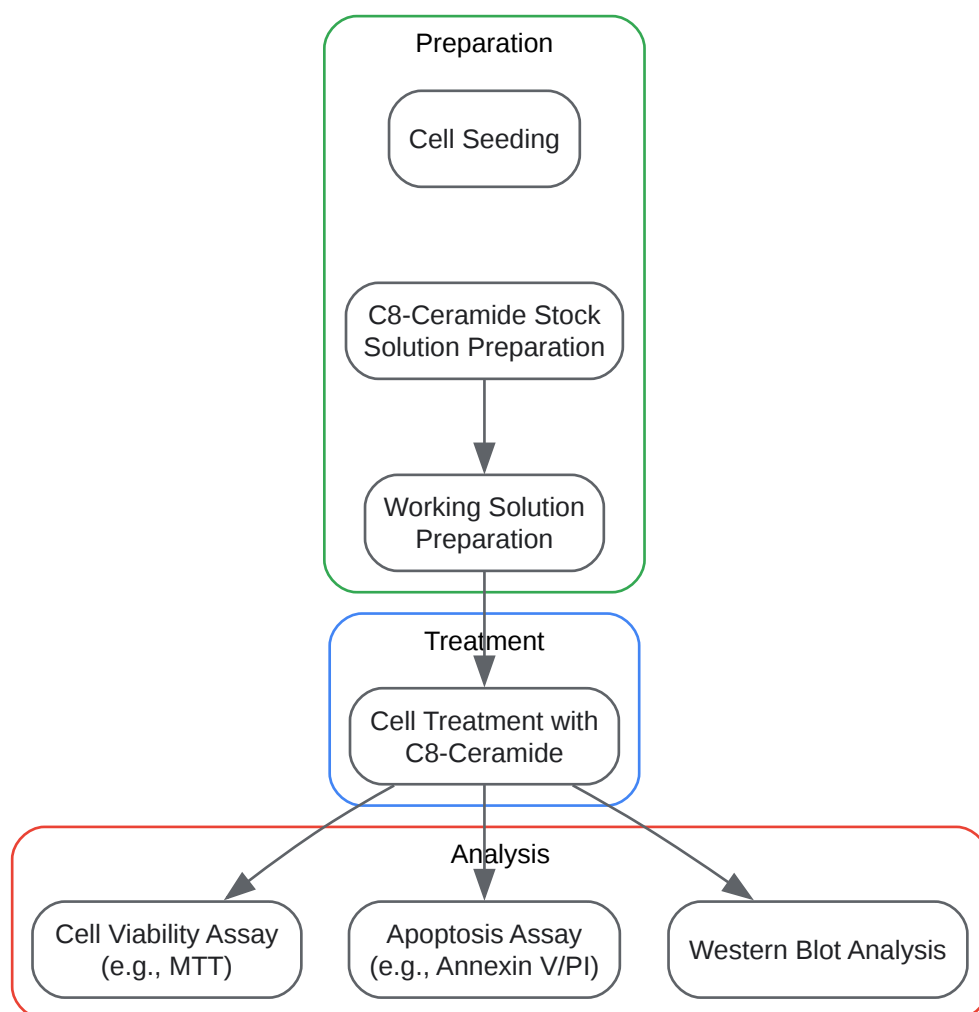 Preparation
Cell Seeding
C8-Ceramide Stock
Solution Preparation
Working Solution
Preparation
Treatment
Cell Treatment with
C8-Ceramide
Analysis
Cell Viability Assay
(e.g., MTT)
Apoptosis Assay
(e.g., Annexin V/PI)
Western Blot Analysis